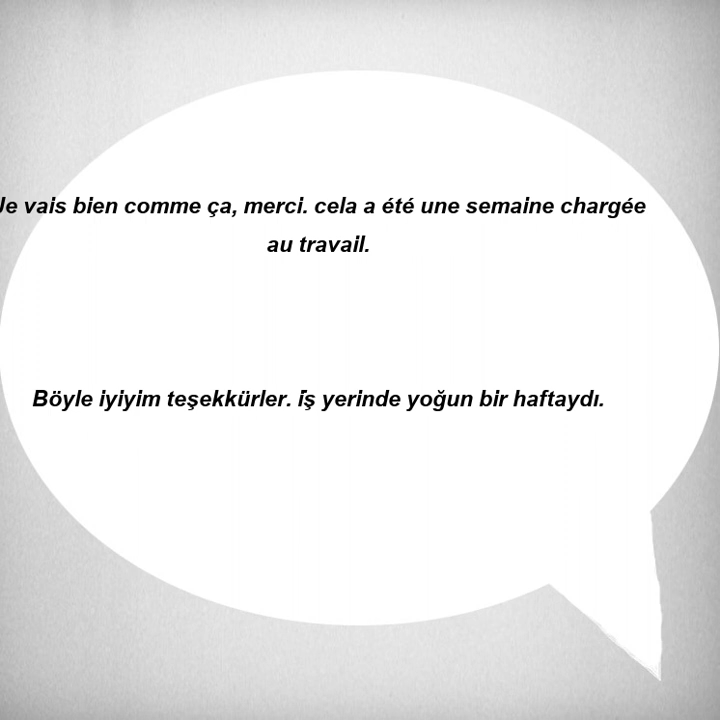 Je vais bien comme ça, merci. cela a été une semaine chargée
au travail.
Böyle iyiyim teşekkürler. iş yerinde yoğun bir haftaydı.